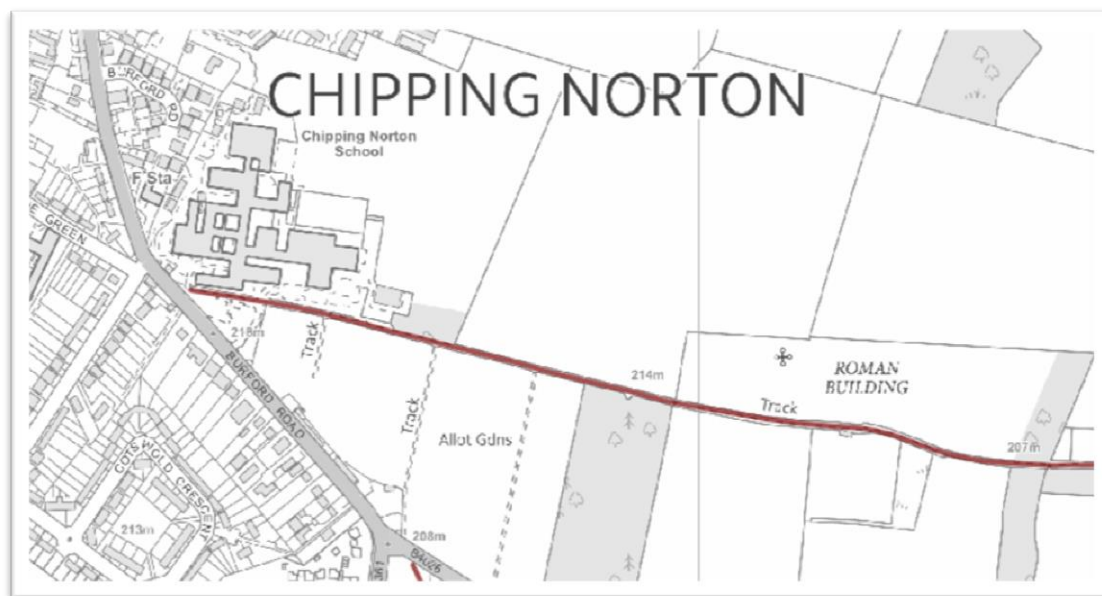 CHIPPING NORTON
BURFORD RD
Chipping Norton
School
F Sta
GREEN
218m
Track
BURFORD ROAD
214m
ROMAN
BUILDING
Track
Track
Allot Gdns
207m
COTSWOLD CRESCENT
213m
208m
B4026